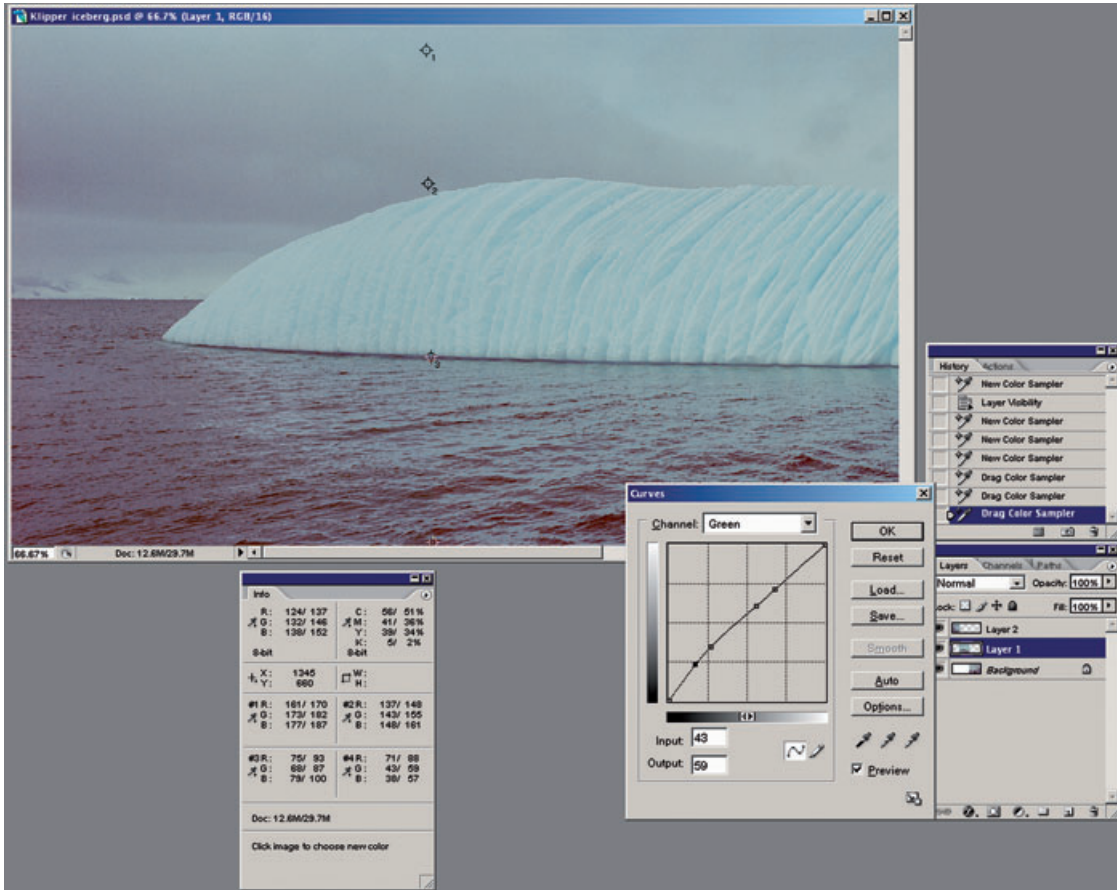 Klipper iceberg.psd @ 66.7% (Layer 1, RGB/16)
1
2
3
66.67%
Doc: 12.6M/29.7M
Info
R: 124/ 137
G: 132/ 146
B: 138/ 152
8-bit
C: 56/ 51%
M: 41/ 36%
Y: 39/ 34%
K: 5/ 2%
8-bit
X: 1345
Y: 660
W:
H:
#1 R: 161/ 170
G: 173/ 182
B: 177/ 187
#2 R: 137/ 148
G: 143/ 155
B: 148/ 161
#3 R: 75/ 93
G: 68/ 87
B: 79/ 100
#4 R: 71/ 88
G: 43/ 59
B: 38/ 57
Doc: 12.6M/29.7M
Click image to choose new color
Curves
Channel: Green
Input: 43
Output: 59
OK
Reset
Load...
Save...
Smooth
Auto
Options...
Preview
History
Actions
New Color Sampler
Layer Visibility
New Color Sampler
New Color Sampler
New Color Sampler
Drag Color Sampler
Drag Color Sampler
Drag Color Sampler
Layers
Channels
Paths
Normal
Opacity: 100%
ock:
Fill: 100%
Layer 2
Layer 1
Background